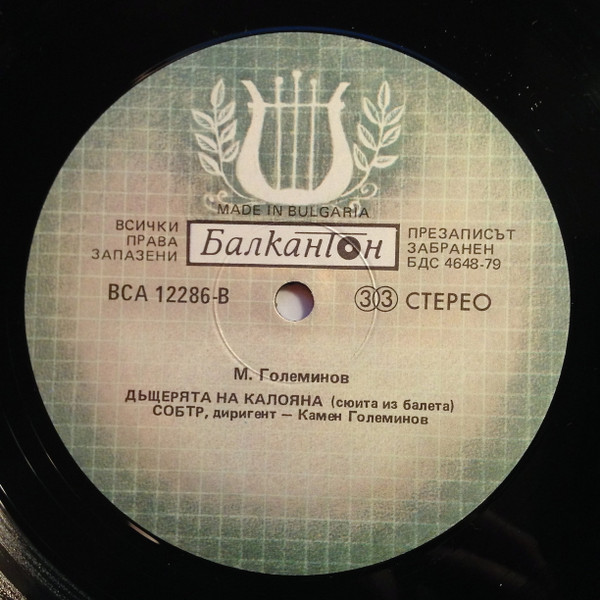 MADE IN BULGARIA
ВСИЧКИ
ПРАВА
ЗАПАЗЕНИ
Балкантон
ПРЕЗАПИСЪТ
ЗАБРАНЕН
БДС 4648-79
ВСА 12286-В
33 СТЕРЕО
М. Големинов
ДЪЩЕРЯТА НА КАЛОЯНА (сюита из балета)
СОБТР, диригент — Камен Големинов